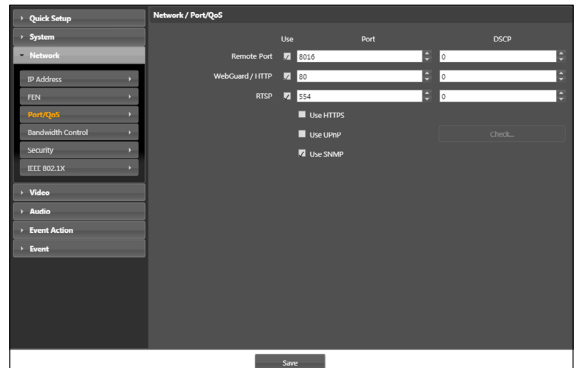 Quick Setup
System
Network
IP Address
FEN
Port/QoS
Bandwidth Control
Security
IEEE 802.1X
Video
Audio
Event Action
Event
Network / Port/QoS
Use Port DSCP
Remote Port 8016 0
WebGuard / HTTP 80 0
RTSP 554 0
Use HTTPS
Use UPnP Check...
Use SNMP
Save